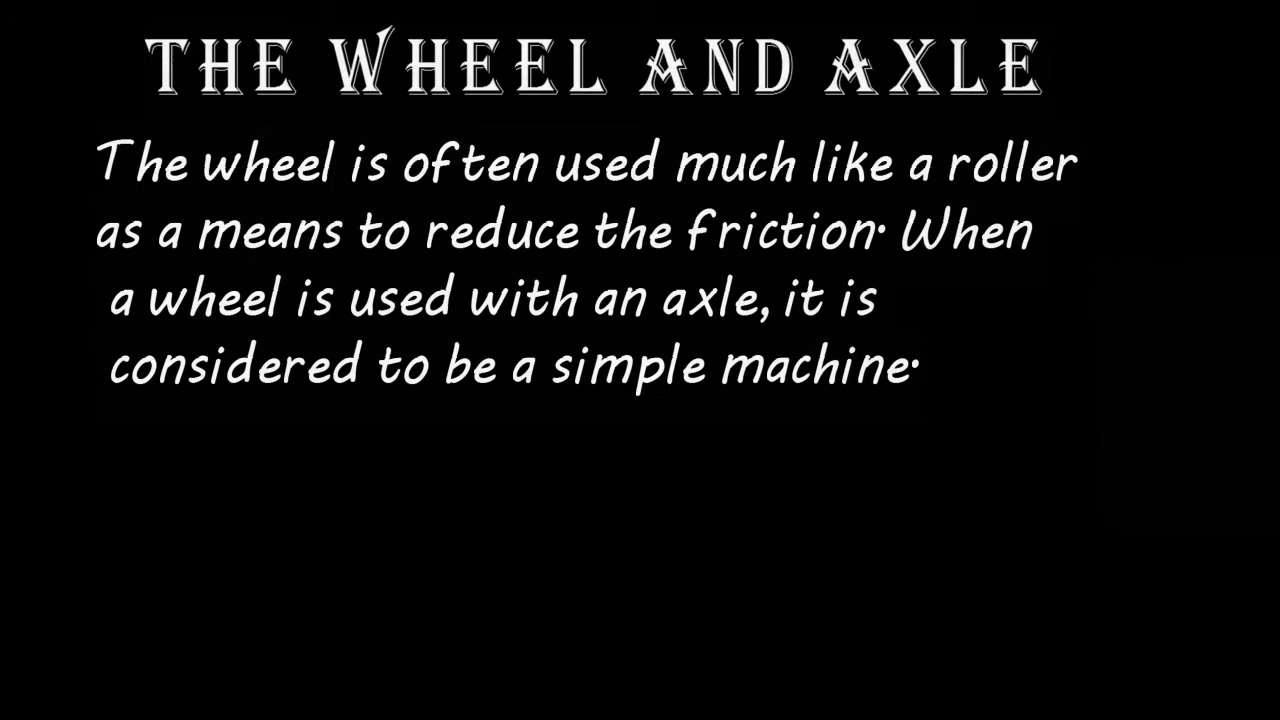 THE WHEEL AND AXLE
The wheel is often used much like a roller
as a means to reduce the friction. When
a wheel is used with an axle, it is
considered to be a simple machine.